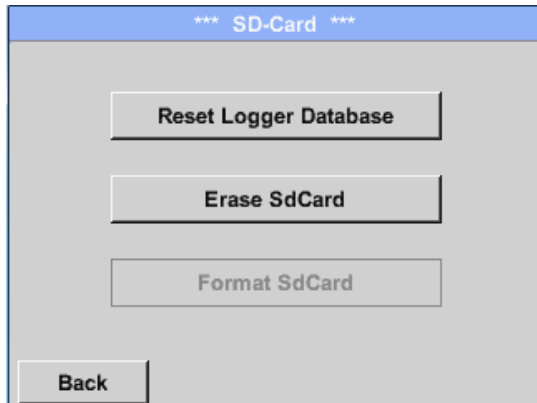 *** SD-Card ***
Reset Logger Database
Erase SdCard
Format SdCard
Back